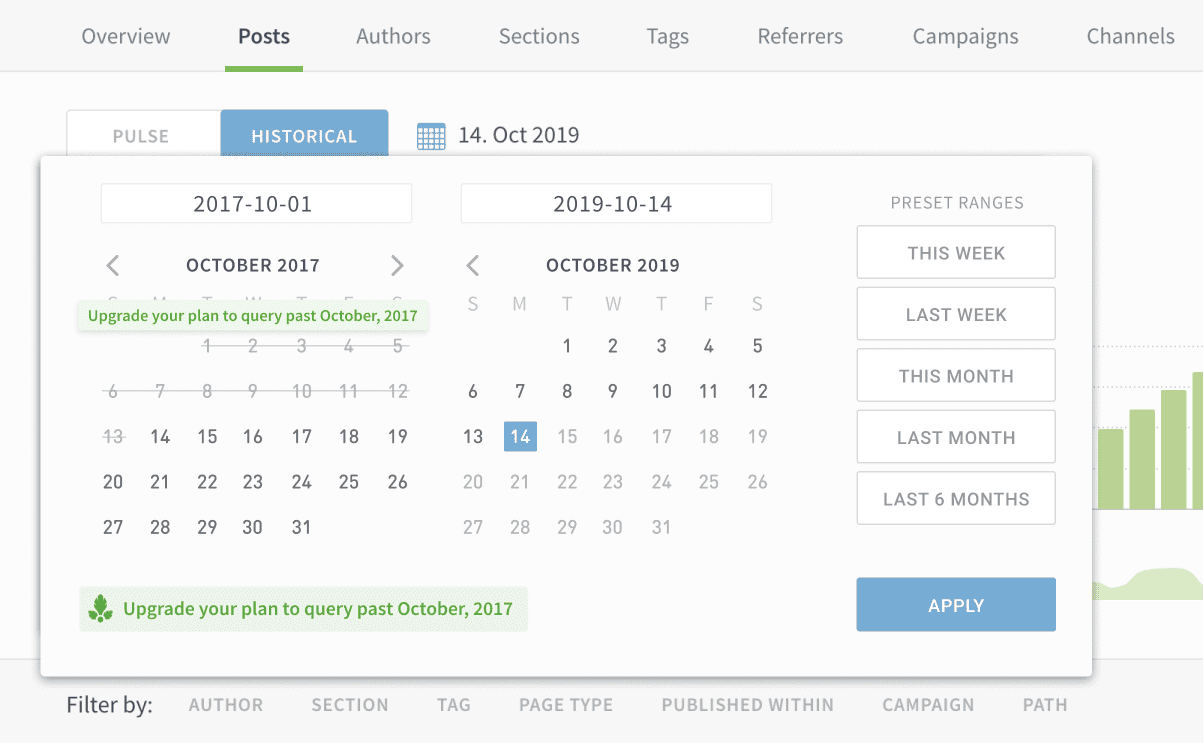 Overview Posts Authors Sections Tags Referrers Campaigns Channels
PULSE HISTORICAL 14. Oct 2019
2017-10-01 2019-10-14 PRESET RANGES
OCTOBER 2017 OCTOBER 2019 THIS WEEK
S M T W T F S S M T W T F S
Upgrade your plan to query past October, 2017 LAST WEEK
1 2 3 4 5 1 2 3 4 5
THIS MONTH
6 7 8 9 10 11 12 6 7 8 9 10 11 12
13 14 15 16 17 18 19 13 14 15 16 17 18 19 LAST MONTH
20 21 22 23 24 25 26 20 21 22 23 24 25 26 LAST 6 MONTHS
27 28 29 30 31 27 28 29 30 31
Upgrade your plan to query past October, 2017 APPLY
Filter by: AUTHOR SECTION TAG PAGE TYPE PUBLISHED WITHIN CAMPAIGN PATH